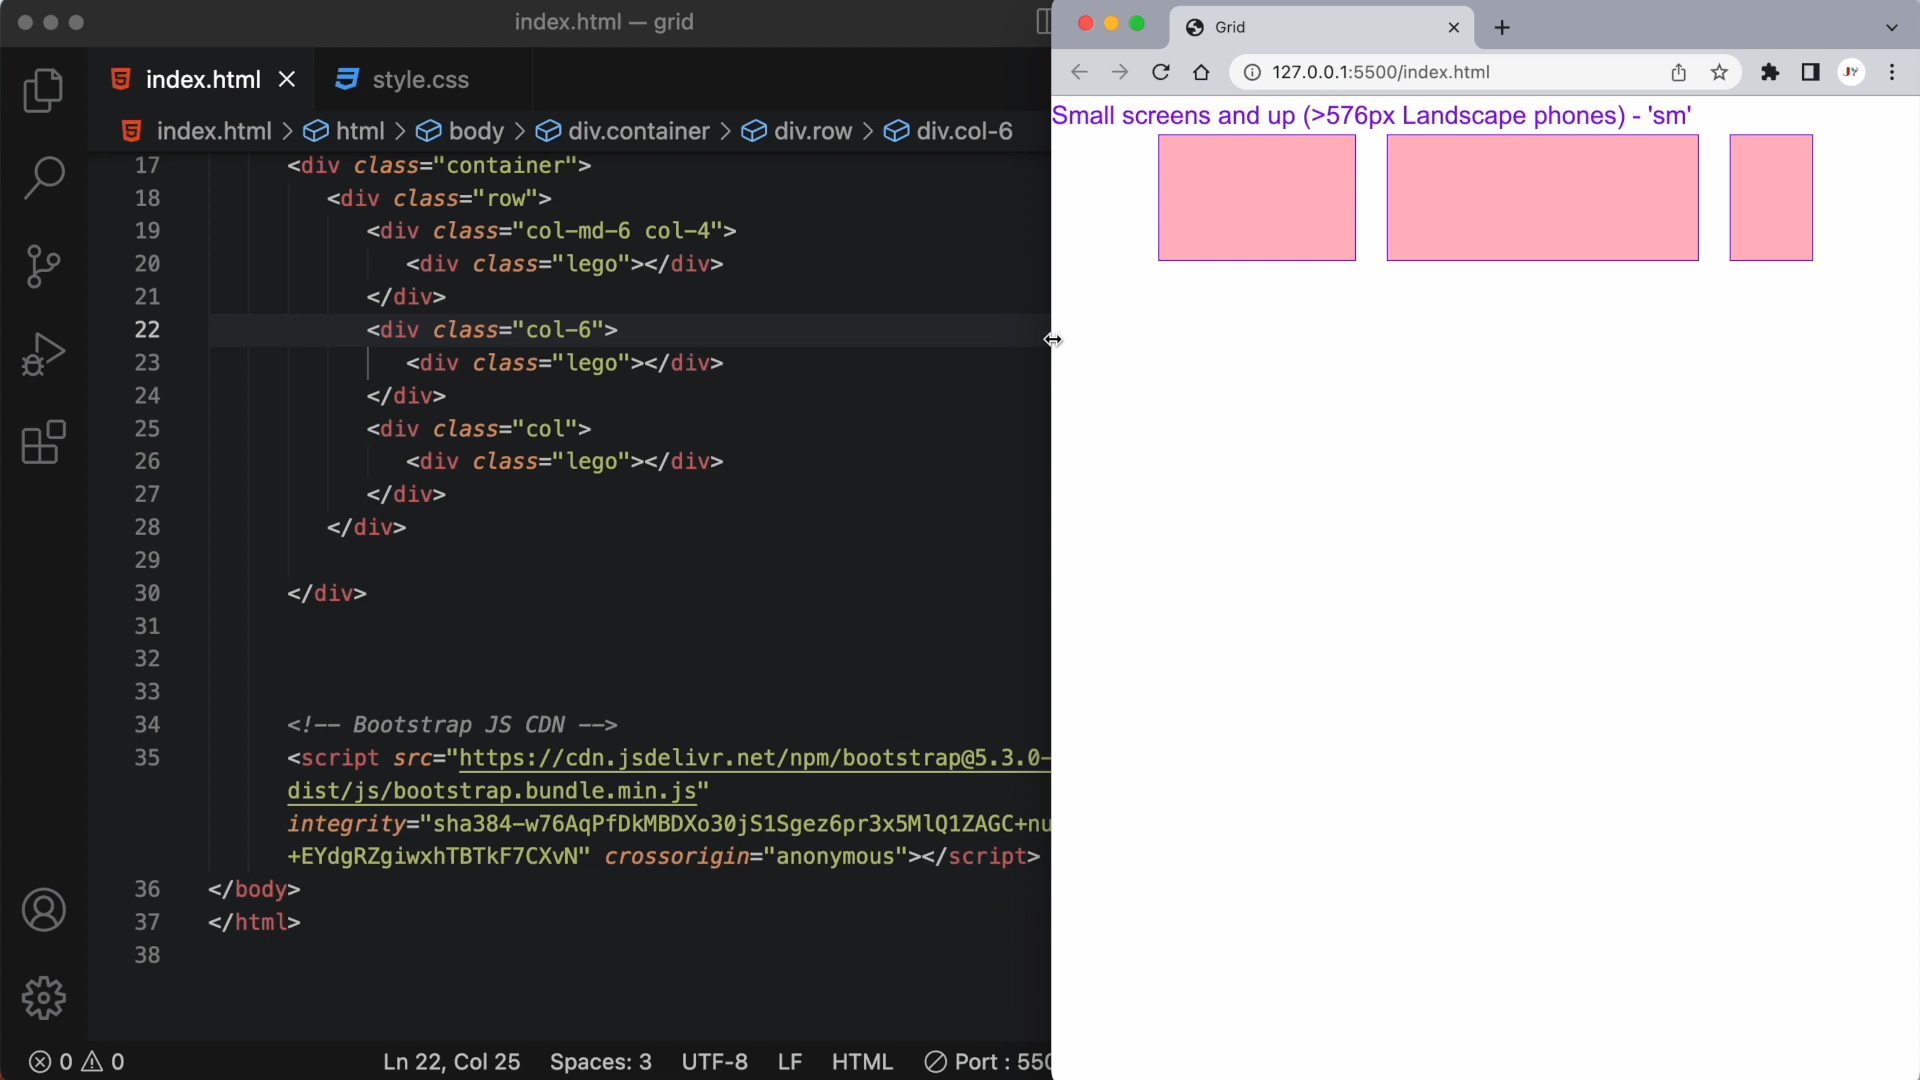 index.html — grid
index.html
style.css
index.html > html > body > div.container > div.row > div.col-6
17 <div class="container">
18 <div class="row">
19 <div class="col-md-6 col-4">
20 <div class="lego"></div>
21 </div>
22 <div class="col-6">
23 <div class="lego"></div>
24 </div>
25 <div class="col">
26 <div class="lego"></div>
27 </div>
28 </div>
29
30 </div>
31
32
33
34 <!-- Bootstrap JS CDN -->
35 <script src="https://cdn.jsdelivr.net/npm/bootstrap@5.3.0-
dist/js/bootstrap.bundle.min.js"
integrity="sha384-w76AqPfDkMBDXo30jS1Sgez6pr3x5MlQ1ZAGC+nu
+EYdgRZgiwxhTBTkF7CXvN" crossorigin="anonymous"></script>
36 </body>
37 </html>
38
0 0 Ln 22, Col 25 Spaces: 3 UTF-8 LF HTML Port : 550
Grid
127.0.0.1:5500/index.html
JY
Small screens and up (>576px Landscape phones) - 'sm'